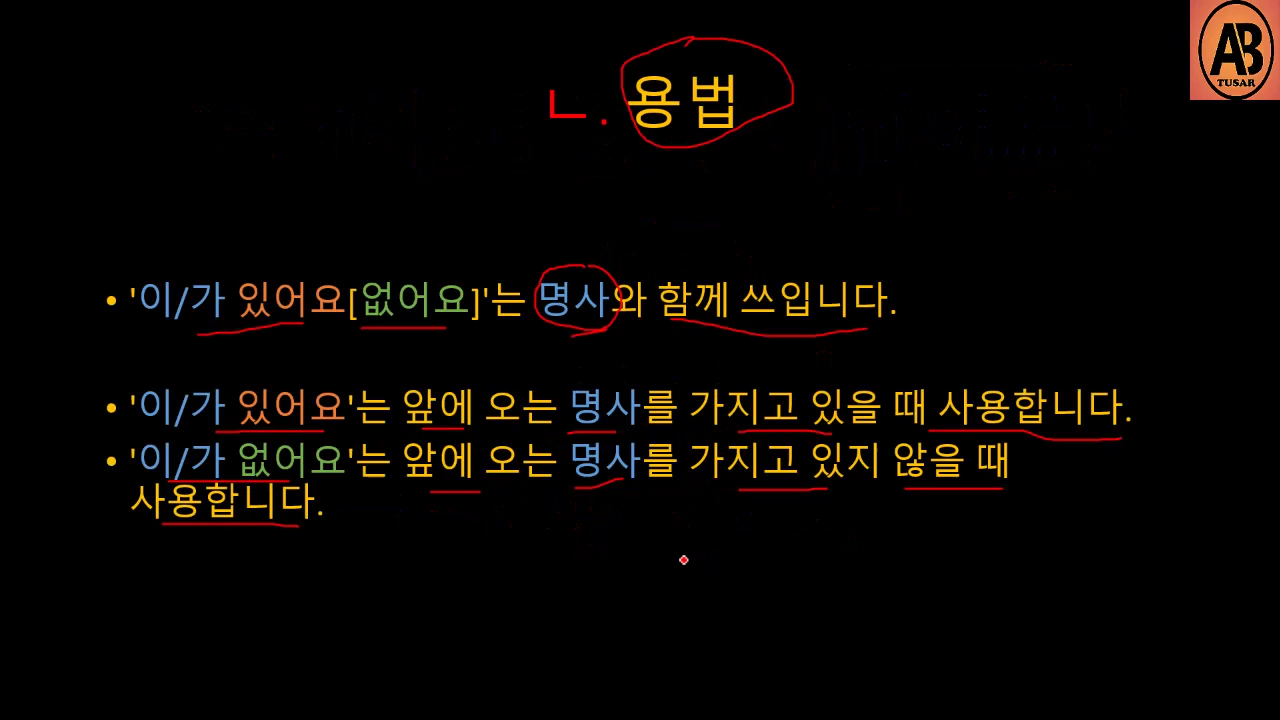 AB
TUSAR
ㄴ. 용법
• '이/가 있어요[없어요]'는 명사와 함께 쓰입니다.
• '이/가 있어요'는 앞에 오는 명사를 가지고 있을 때 사용합니다.
• '이/가 없어요'는 앞에 오는 명사를 가지고 있지 않을 때
사용합니다.